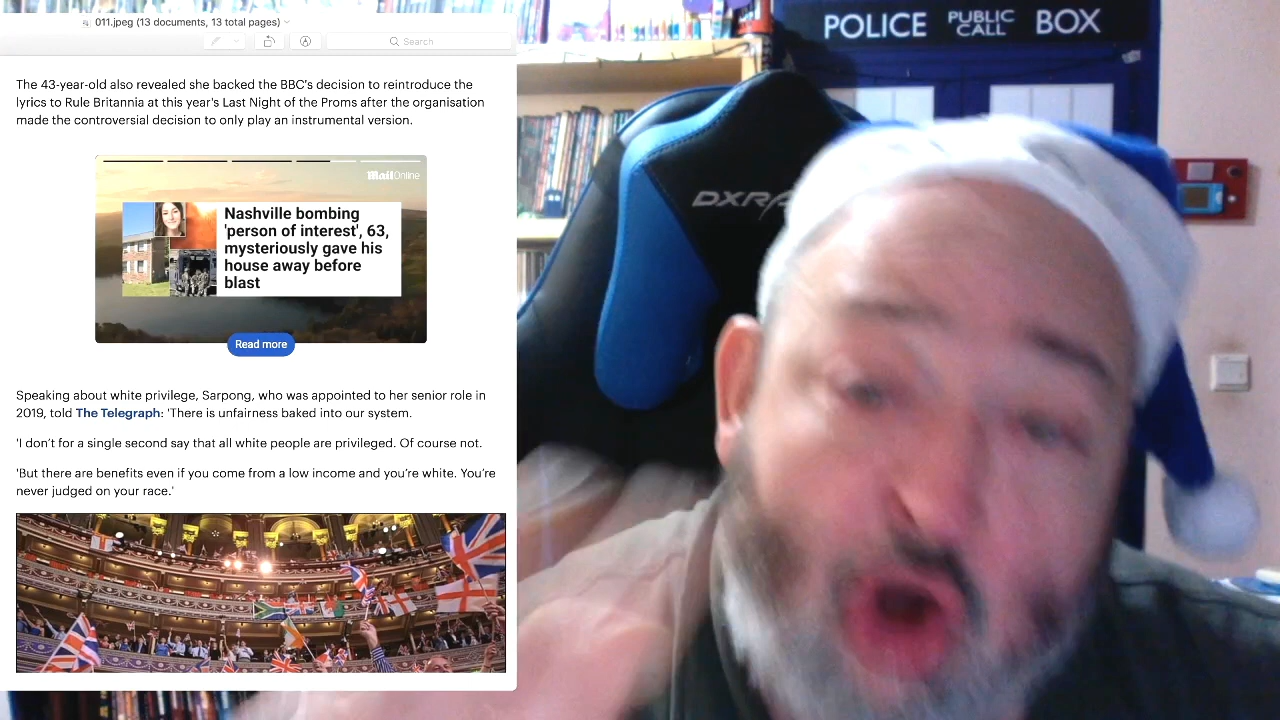 011.jpeg (13 documents, 13 total pages)
Search
The 43-year-old also revealed she backed the BBC's decision to reintroduce the
lyrics to Rule Britannia at this year's Last Night of the Proms after the organisation
made the controversial decision to only play an instrumental version.
Mail Online
Nashville bombing
'person of interest', 63,
mysteriously gave his
house away before
blast
Read more
Speaking about white privilege, Sarpong, who was appointed to her senior role in
2019, told The Telegraph: 'There is unfairness baked into our system.
'I don't for a single second say that all white people are privileged. Of course not.
'But there are benefits even if you come from a low income and you're white. You're
never judged on your race.'
POLICE PUBLIC CALL BOX